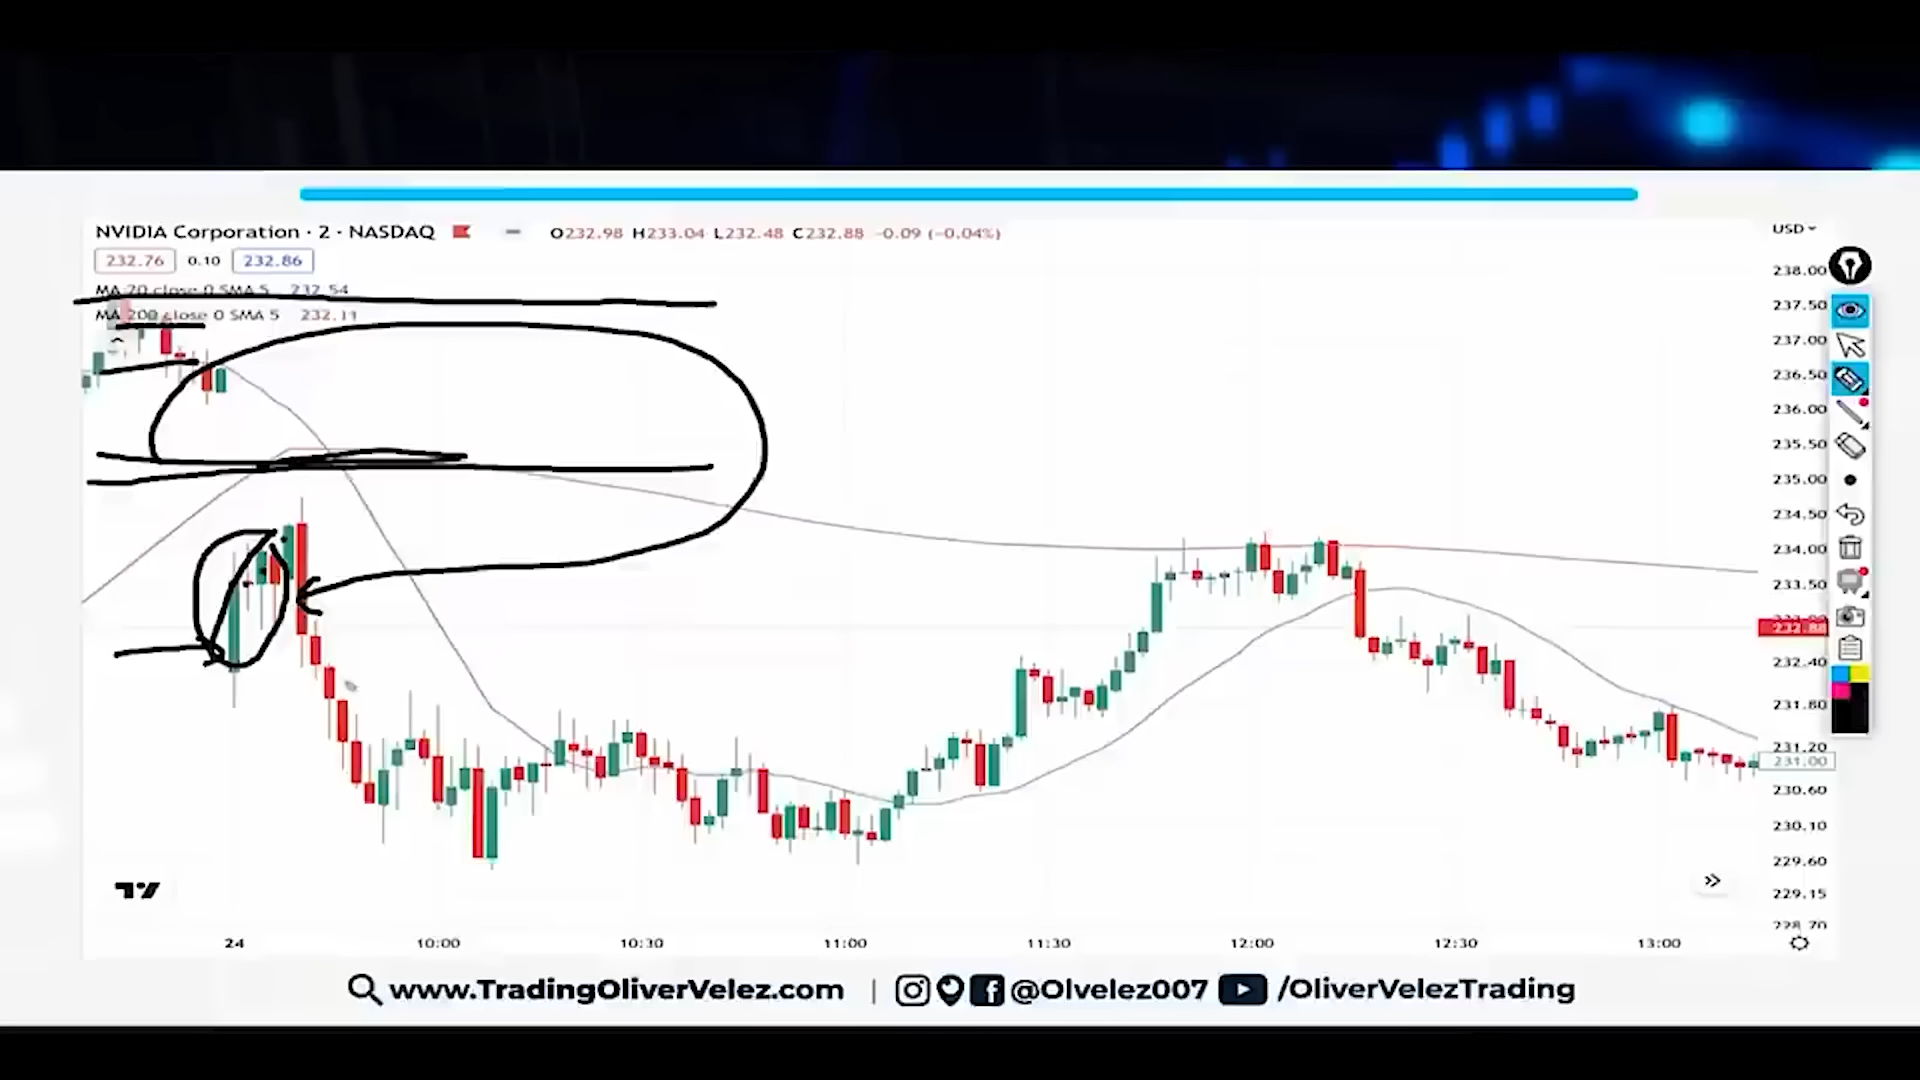 NVIDIA Corporation · 2 · NASDAQ O232.98 H233.04 L232.48 C232.88 -0.09 (-0.04%)
232.76 0.10 232.86
MA 20 close 0 SMA 5 232.54
MA 200 close 0 SMA 5 232.11
USD
238.00
237.50
237.00
236.50
236.00
235.50
235.00
234.50
234.00
233.50
232.88
232.40
231.80
231.20
231.00
230.60
230.10
229.60
229.15
228.70
24 10:00 10:30 11:00 11:30 12:00 12:30 13:00
www.TradingOliverVelez.com | @Olvelez007 /OliverVelezTrading